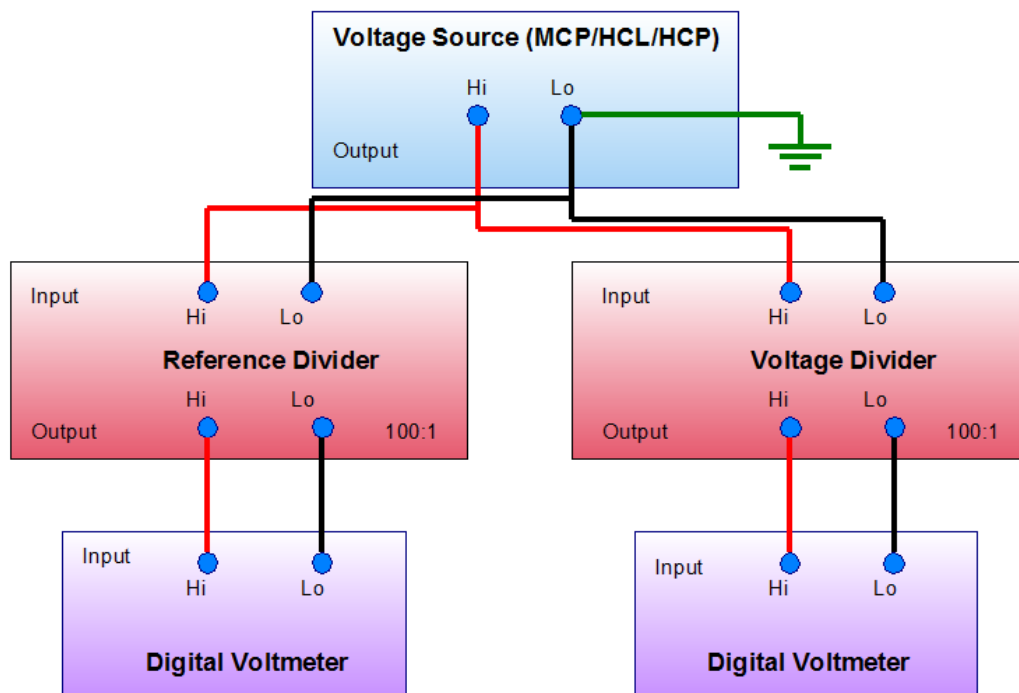 Voltage Source (MCP/HCL/HCP)
Hi
Lo
Output
Input
Hi
Lo
Reference Divider
Hi
Lo
Output
100:1
Input
Hi
Lo
Voltage Divider
Hi
Lo
Output
100:1
Input
Hi
Lo
Digital Voltmeter
Input
Hi
Lo
Digital Voltmeter